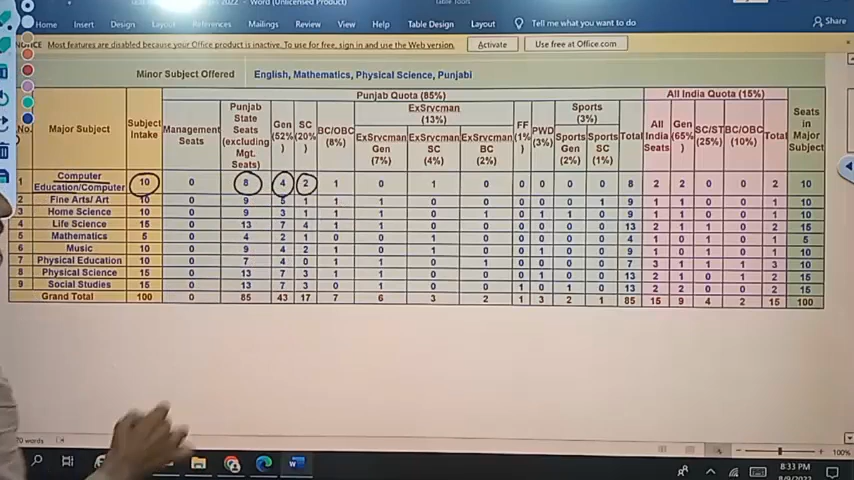 2022 - Word (Unlicensed Product)
Home Insert Design Layout References Mailings Review View Help Table Design Layout Tell me what you want to do Share
Most features are disabled because your Office product is inactive. To use for free, sign in and use the Web version. Activate Use free at Office.com
Minor Subject Offered English, Mathematics, Physical Science, Punjabi
No. Major Subject Subject Intake Punjab Quota (85%) All India Quota (15%) Seats in Major Subject
Management Seats Punjab State Seats (excluding Mgt. Seats) Gen (52%) SC (20%) BC/OBC (8%) ExSrvcman (13%) FF (1%) PWD (3%) Sports (3%) Total All India Seats Gen (65%) SC/ST (25%) BC/OBC (10%) Total
ExSrvcman Gen (7%) ExSrvcman SC (4%) ExSrvcman BC (2%) Sports Gen (2%) Sports SC (1%)
1 Computer Education/Computer 10 0 8 4 2 1 0 1 0 0 0 0 0 8 2 2 0 0 2 10
2 Fine Arts/ Art 10 0 9 5 1 1 1 0 0 0 0 0 1 9 1 1 0 0 1 10
3 Home Science 10 0 9 3 1 1 1 0 1 0 1 1 0 9 1 1 0 0 1 10
4 Life Science 15 0 13 7 4 1 1 0 0 0 0 0 0 13 2 1 1 0 2 15
5 Mathematics 5 0 4 2 1 0 0 1 0 0 0 0 0 4 1 0 1 0 1 5
6 Music 10 0 9 4 2 1 0 1 0 0 1 0 0 9 1 0 1 0 1 10
7 Physical Education 10 0 7 4 0 1 1 0 1 0 0 0 0 7 3 1 1 1 3 10
8 Physical Science 15 0 13 7 3 1 1 0 0 0 1 0 0 13 2 1 0 1 2 15
9 Social Studies 15 0 13 7 3 0 1 0 0 1 0 1 0 13 2 2 0 0 2 15
Grand Total 100 0 85 43 17 7 6 3 2 1 3 2 1 85 15 9 4 2 15 100
words 100%
8:33 PM